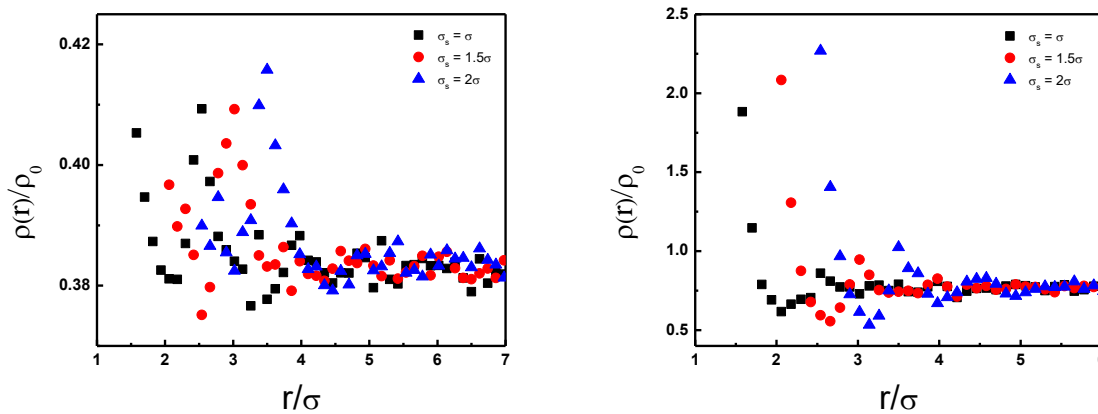 0.42
0.40
0.38
ρ(r)/ρ₀
σₛ = σ
σₛ = 1.5σ
σₛ = 2σ
1 2 3 4 5 6 7
r/σ
2.5
2.0
1.5
1.0
0.5
ρ(r)/ρ₀
σₛ = σ
σₛ = 1.5σ
σₛ = 2σ
1 2 3 4 5
r/σ